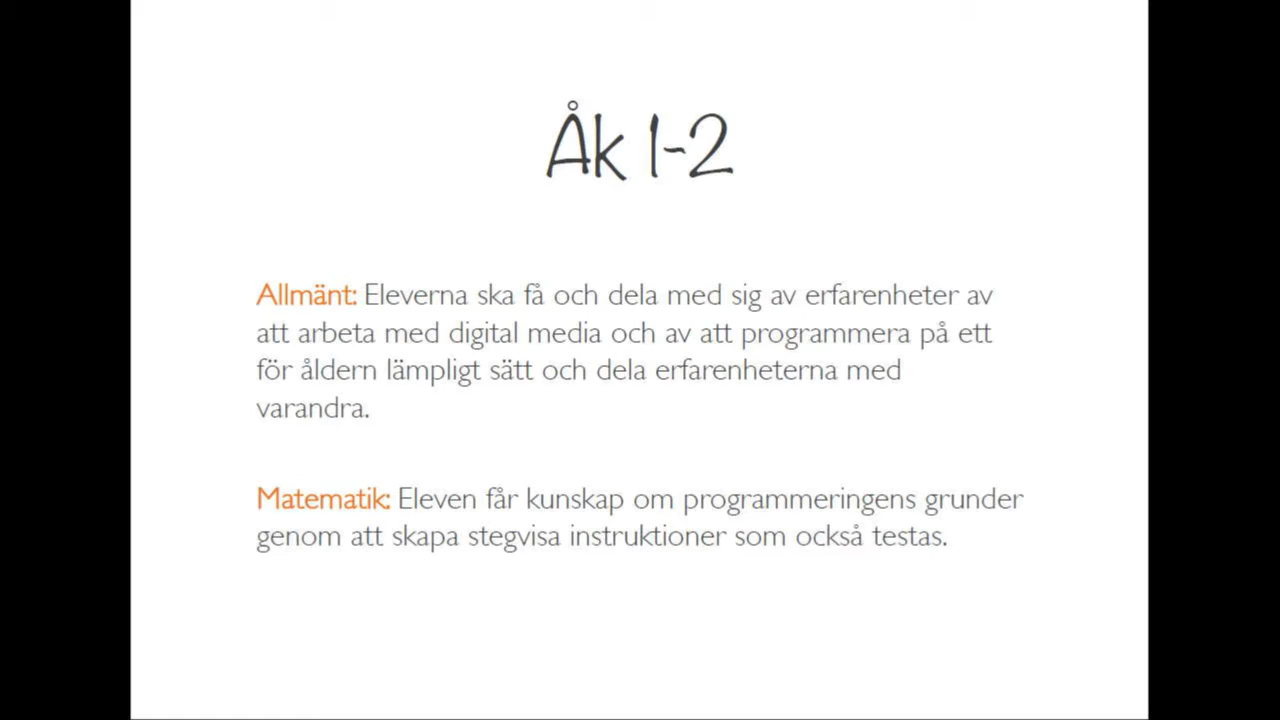 Åk 1-2
Allmänt: Eleverna ska få och dela med sig av erfarenheter av
att arbeta med digital media och av att programmera på ett
för åldern lämpligt sätt och dela erfarenheterna med
varandra.
Matematik: Eleven får kunskap om programmeringens grunder
genom att skapa stegvisa instruktioner som också testas.